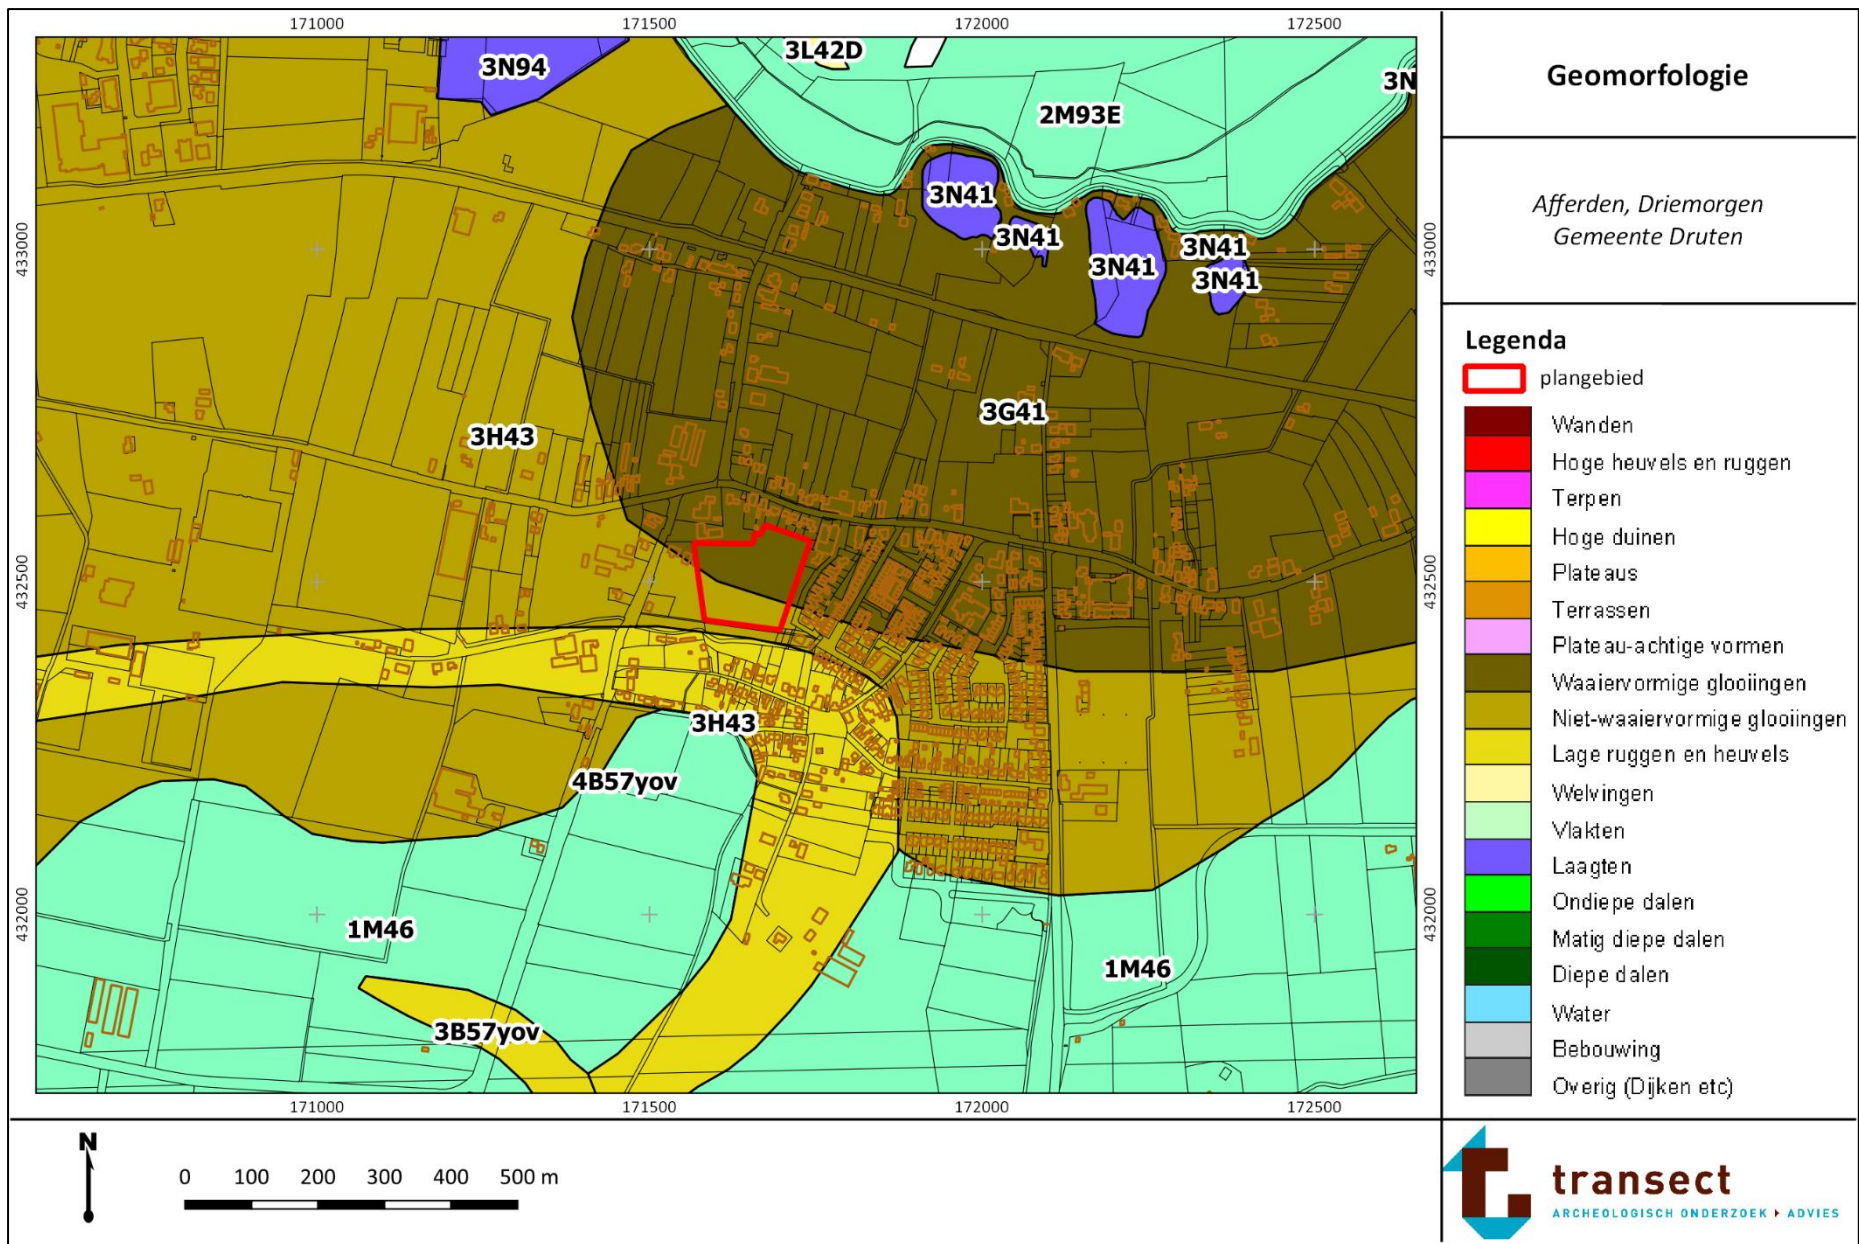 171000
171500
172000
172500
3N94
3L42D
3N
2M93E
3N41
3N41
3N41
3N41
3N41
433000
433000
3G41
3H43
432500
432500
3H43
4B57yov
1M46
1M46
432000
432000
3B57yov
171000
171500
172000
172500
N
0 100 200 300 400 500 m
Geomorfologie
Afferden, Driemorgen
Gemeente Druten
Legenda
plangebied
Wanden
Hoge heuvels en ruggen
Terpen
Hoge duinen
Plateaus
Terrassen
Plateau-achtige vormen
Waaiervormige glooiingen
Niet-waaiervormige glooiingen
Lage ruggen en heuvels
Welvingen
Vlakten
Laagten
Ondiepe dalen
Matig diepe dalen
Diepe dalen
Water
Bebouwing
Overig (Dijken etc)
transect
ARCHEOLOGISCH ONDERZOEK ▸ ADVIES